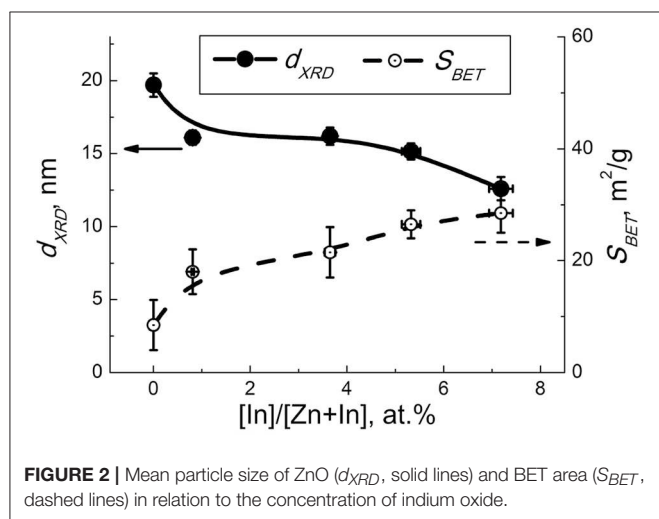 d_XRD S_BET
60
20
40
15
10
20
5
0
0
0 2 4 6 8
d_XRD, nm
S_BET, m²/g
[In]/[Zn+In], at.%
FIGURE 2 | Mean particle size of ZnO (d_XRD, solid lines) and BET area (S_BET,
dashed lines) in relation to the concentration of indium oxide.